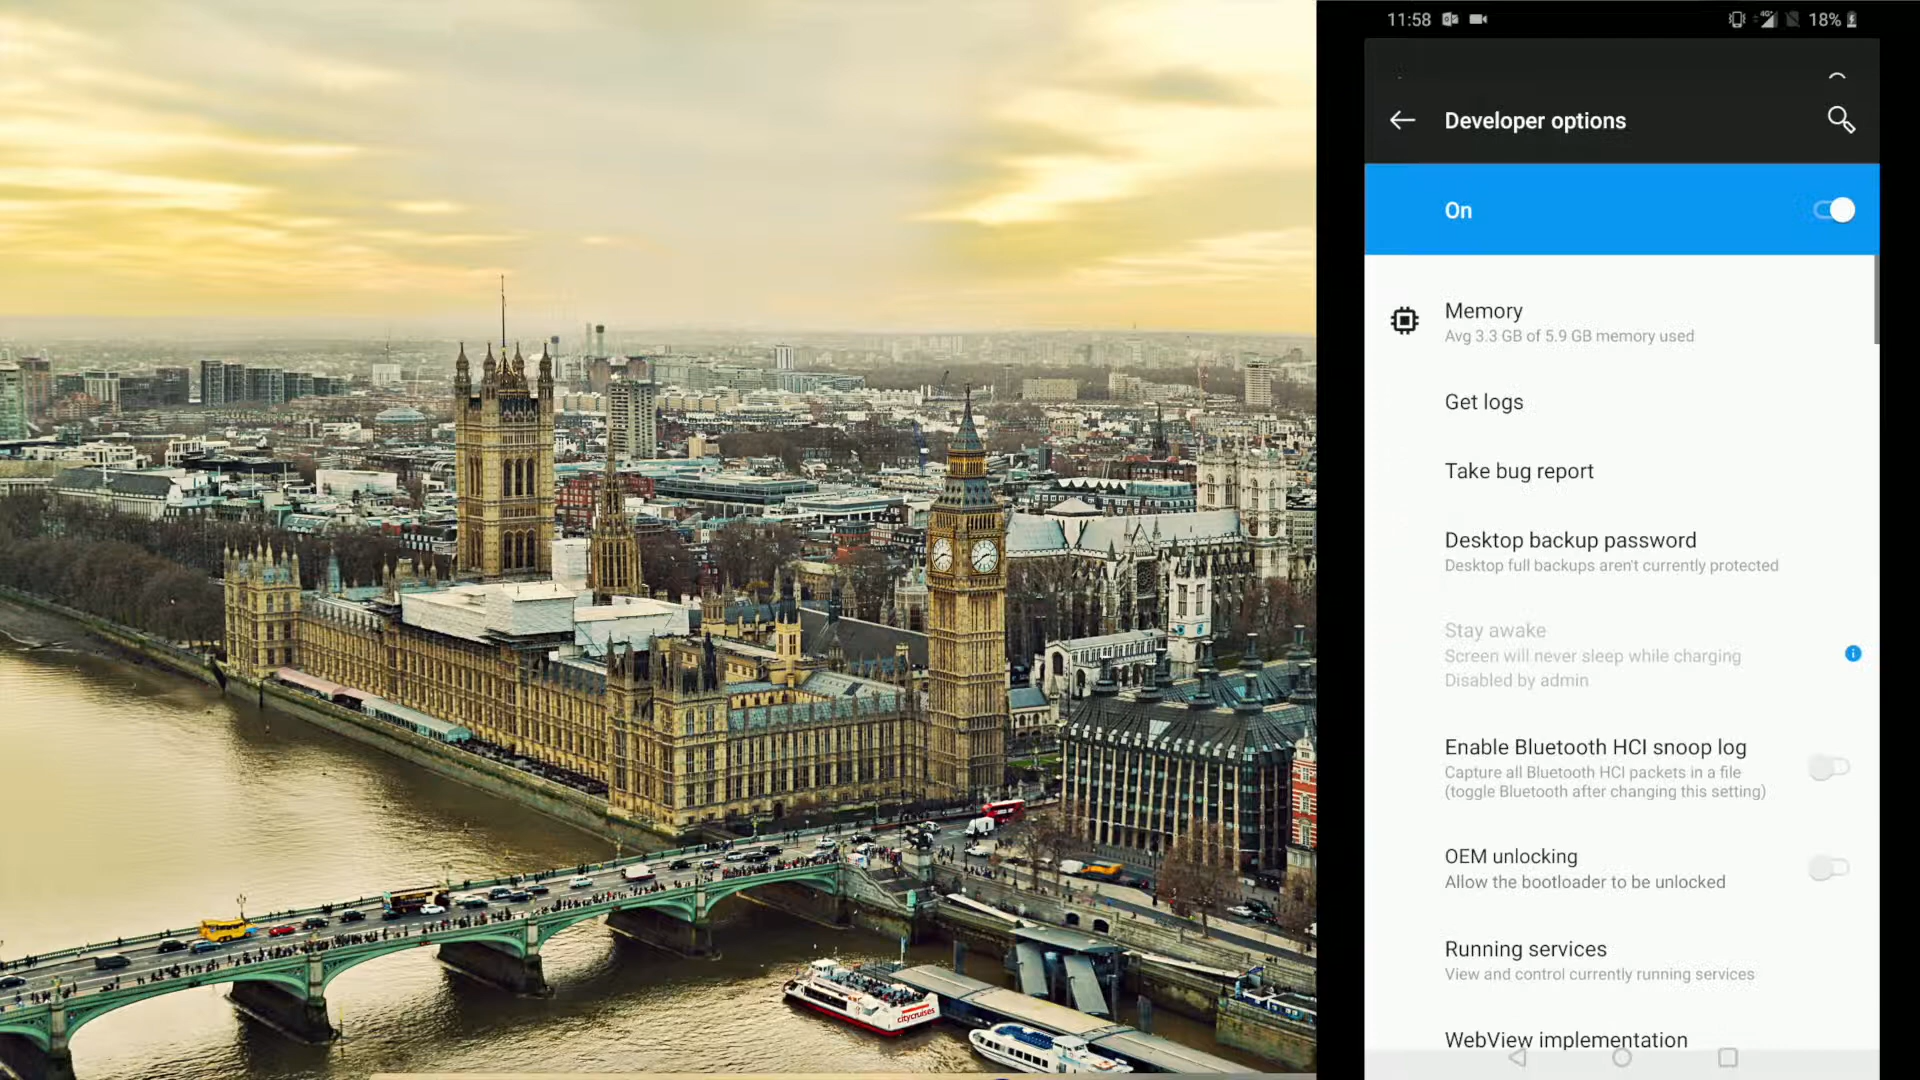 11:58
18%
Developer options
On
Memory
Avg 3.3 GB of 5.9 GB memory used
Get logs
Take bug report
Desktop backup password
Desktop full backups aren't currently protected
Stay awake
Screen will never sleep while charging
Disabled by admin
Enable Bluetooth HCI snoop log
Capture all Bluetooth HCI packets in a file
(toggle Bluetooth after changing this setting)
OEM unlocking
Allow the bootloader to be unlocked
Running services
View and control currently running services
WebView implementation
citycruises